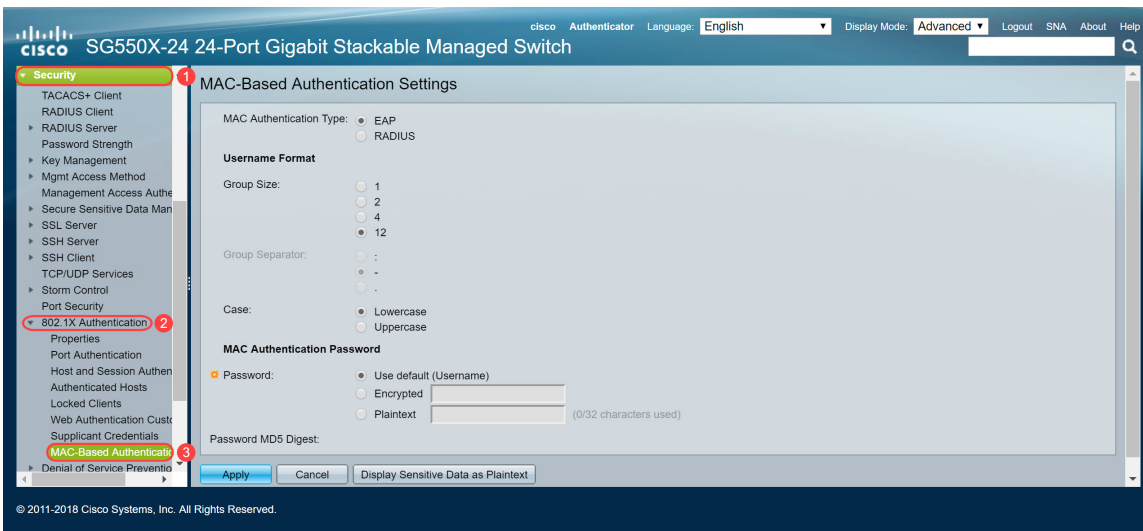 cisco Authenticator Language: English Display Mode: Advanced Logout SNA About Help
CISCO SG550X-24 24-Port Gigabit Stackable Managed Switch
Security 1
TACACS+ Client
RADIUS Client
RADIUS Server
Password Strength
Key Management
Mgmt Access Method
Management Access Authe
Secure Sensitive Data Man
SSL Server
SSH Server
SSH Client
TCP/UDP Services
Storm Control
Port Security
802.1X Authentication 2
Properties
Port Authentication
Host and Session Authen
Authenticated Hosts
Locked Clients
Web Authentication Custo
Supplicant Credentials
MAC-Based Authenticatio 3
Denial of Service Preventio
MAC-Based Authentication Settings
MAC Authentication Type: EAP
RADIUS
Username Format
Group Size: 1
2
4
12
Group Separator: :
-
.
Case: Lowercase
Uppercase
MAC Authentication Password
Password: Use default (Username)
Encrypted
Plaintext (0/32 characters used)
Password MD5 Digest:
Apply Cancel Display Sensitive Data as Plaintext
© 2011-2018 Cisco Systems, Inc. All Rights Reserved.